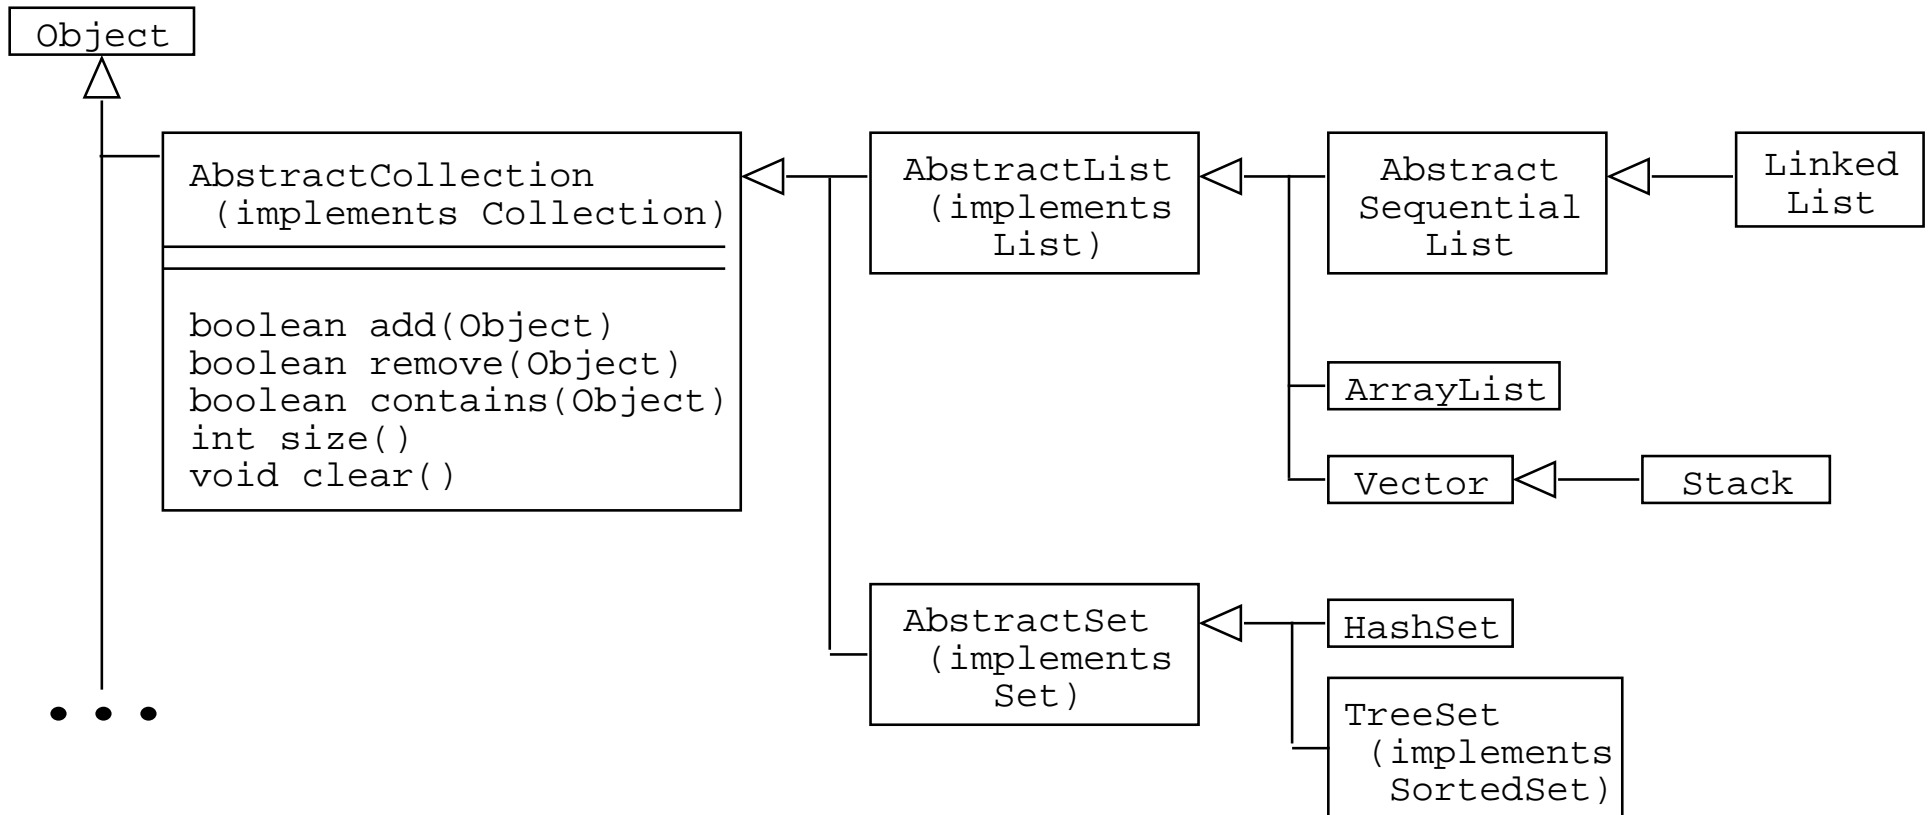 Object
AbstractCollection
(implements Collection)
boolean add(Object)
boolean remove(Object)
boolean contains(Object)
int size()
void clear()
AbstractList
(implements
List)
Abstract
Sequential
List
Linked
List
ArrayList
Vector
Stack
AbstractSet
(implements
Set)
HashSet
TreeSet
(implements
SortedSet)